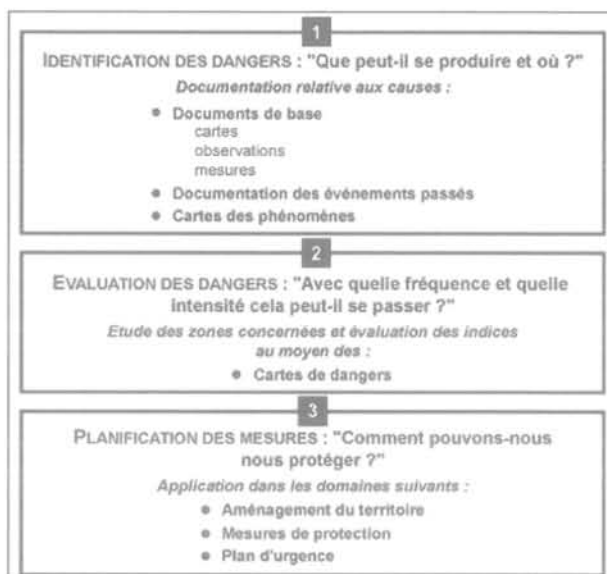 1
IDENTIFICATION DES DANGERS : "Que peut-il se produire et où ?"
Documentation relative aux causes :
● Documents de base
cartes
observations
mesures
● Documentation des événements passés
● Cartes des phénomènes
2
EVALUATION DES DANGERS : "Avec quelle fréquence et quelle
intensité cela peut-il se passer ?"
Etude des zones concernées et évaluation des indices
au moyen des :
● Cartes de dangers
3
PLANIFICATION DES MESURES : "Comment pouvons-nous
nous protéger ?"
Application dans les domaines suivants :
● Aménagement du territoire
● Mesures de protection
● Plan d'urgence